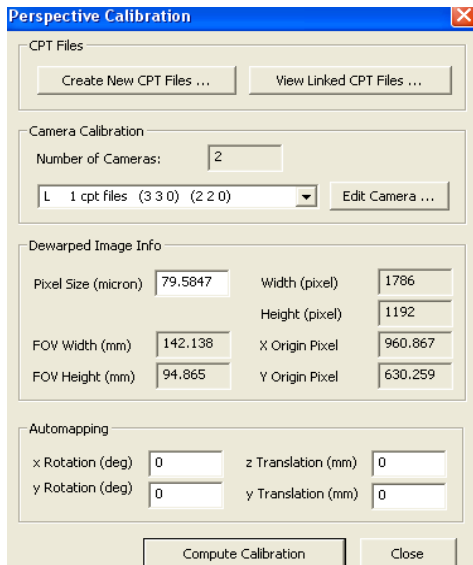 Perspective Calibration
CPT Files
Create New CPT Files ... View Linked CPT Files ...
Camera Calibration
Number of Cameras: 2
L 1 cpt files (3 3 0) (2 2 0) Edit Camera ...
Dewarped Image Info
Pixel Size (micron) 79.5847 Width (pixel) 1786
Height (pixel) 1192
FOV Width (mm) 142.138 X Origin Pixel 960.867
FOV Height (mm) 94.865 Y Origin Pixel 630.259
Automapping
x Rotation (deg) 0 z Translation (mm) 0
y Rotation (deg) 0 y Translation (mm) 0
Compute Calibration Close